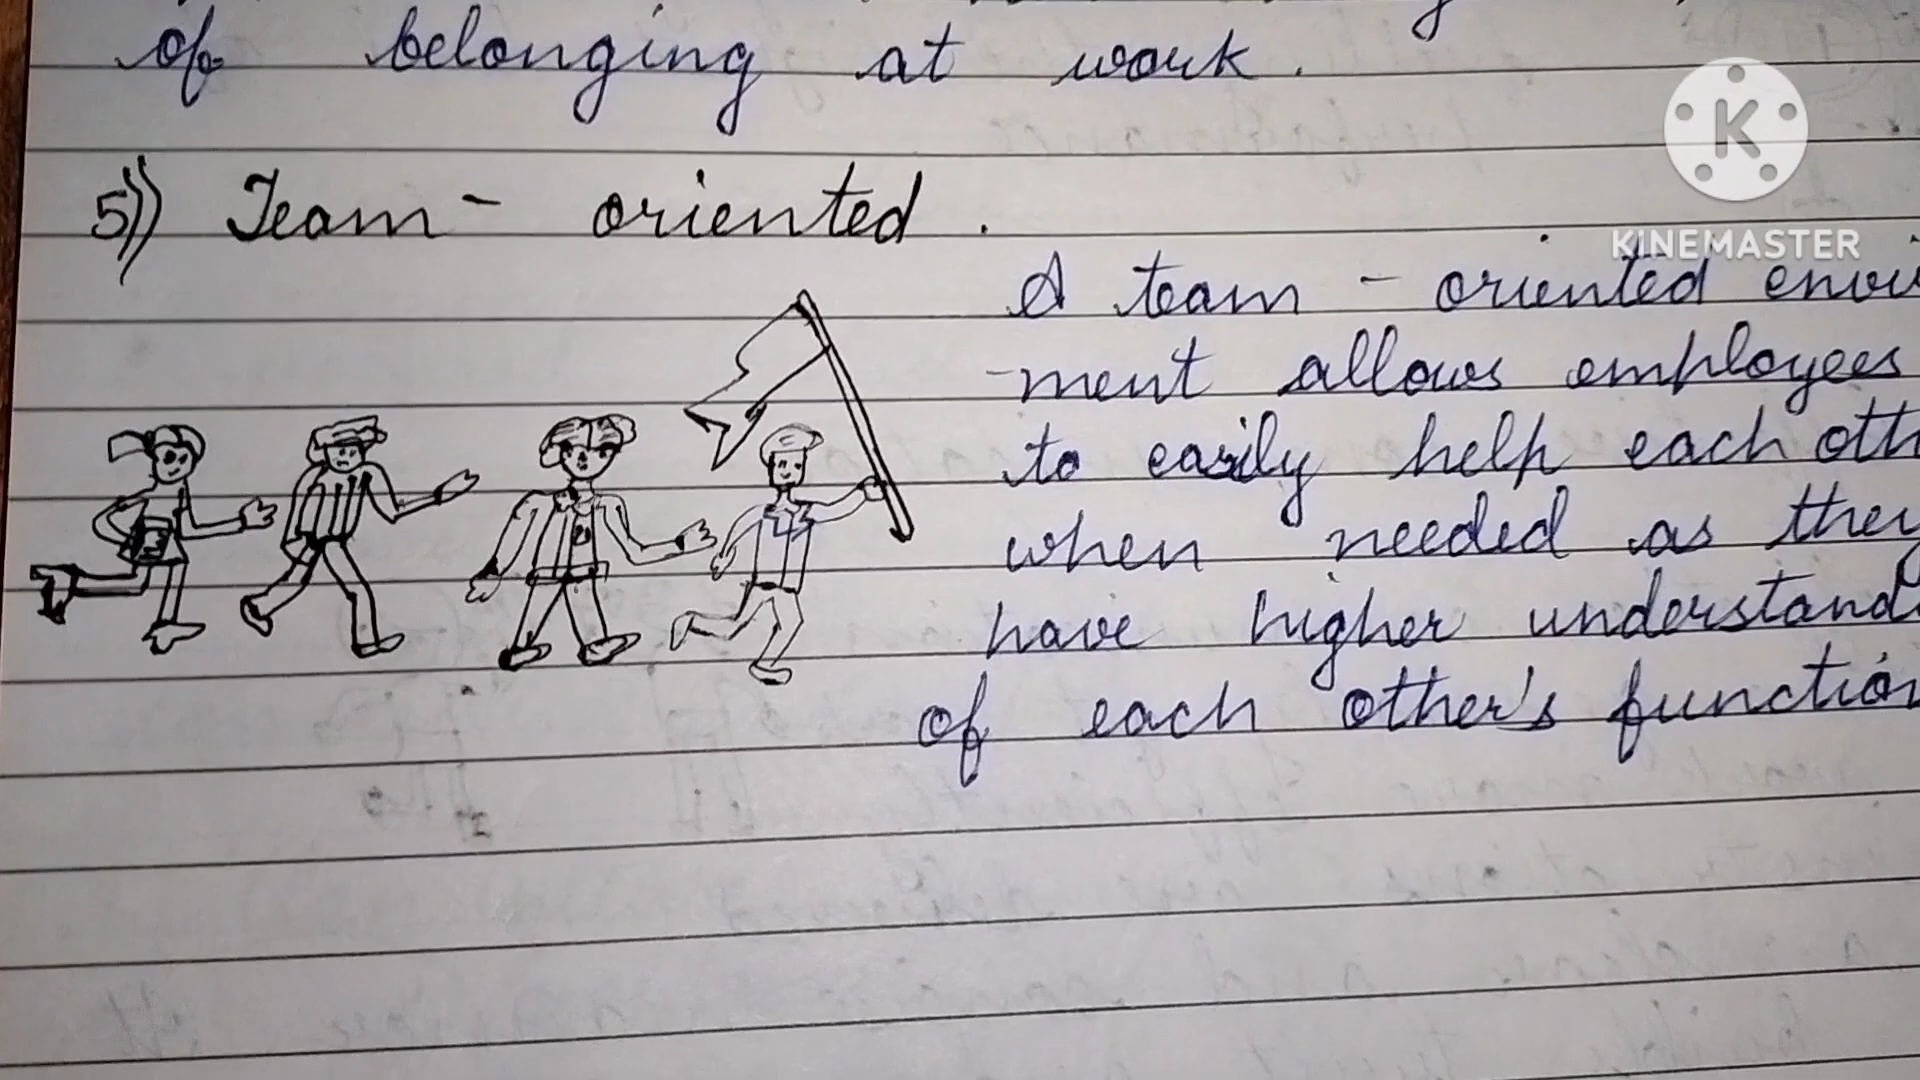 of belonging at work.
5)) Team - oriented.
KINEMASTER
A team - oriented envi
-ment allows employees
to easily help each oth
when needed as they
have higher understand
of each other's function